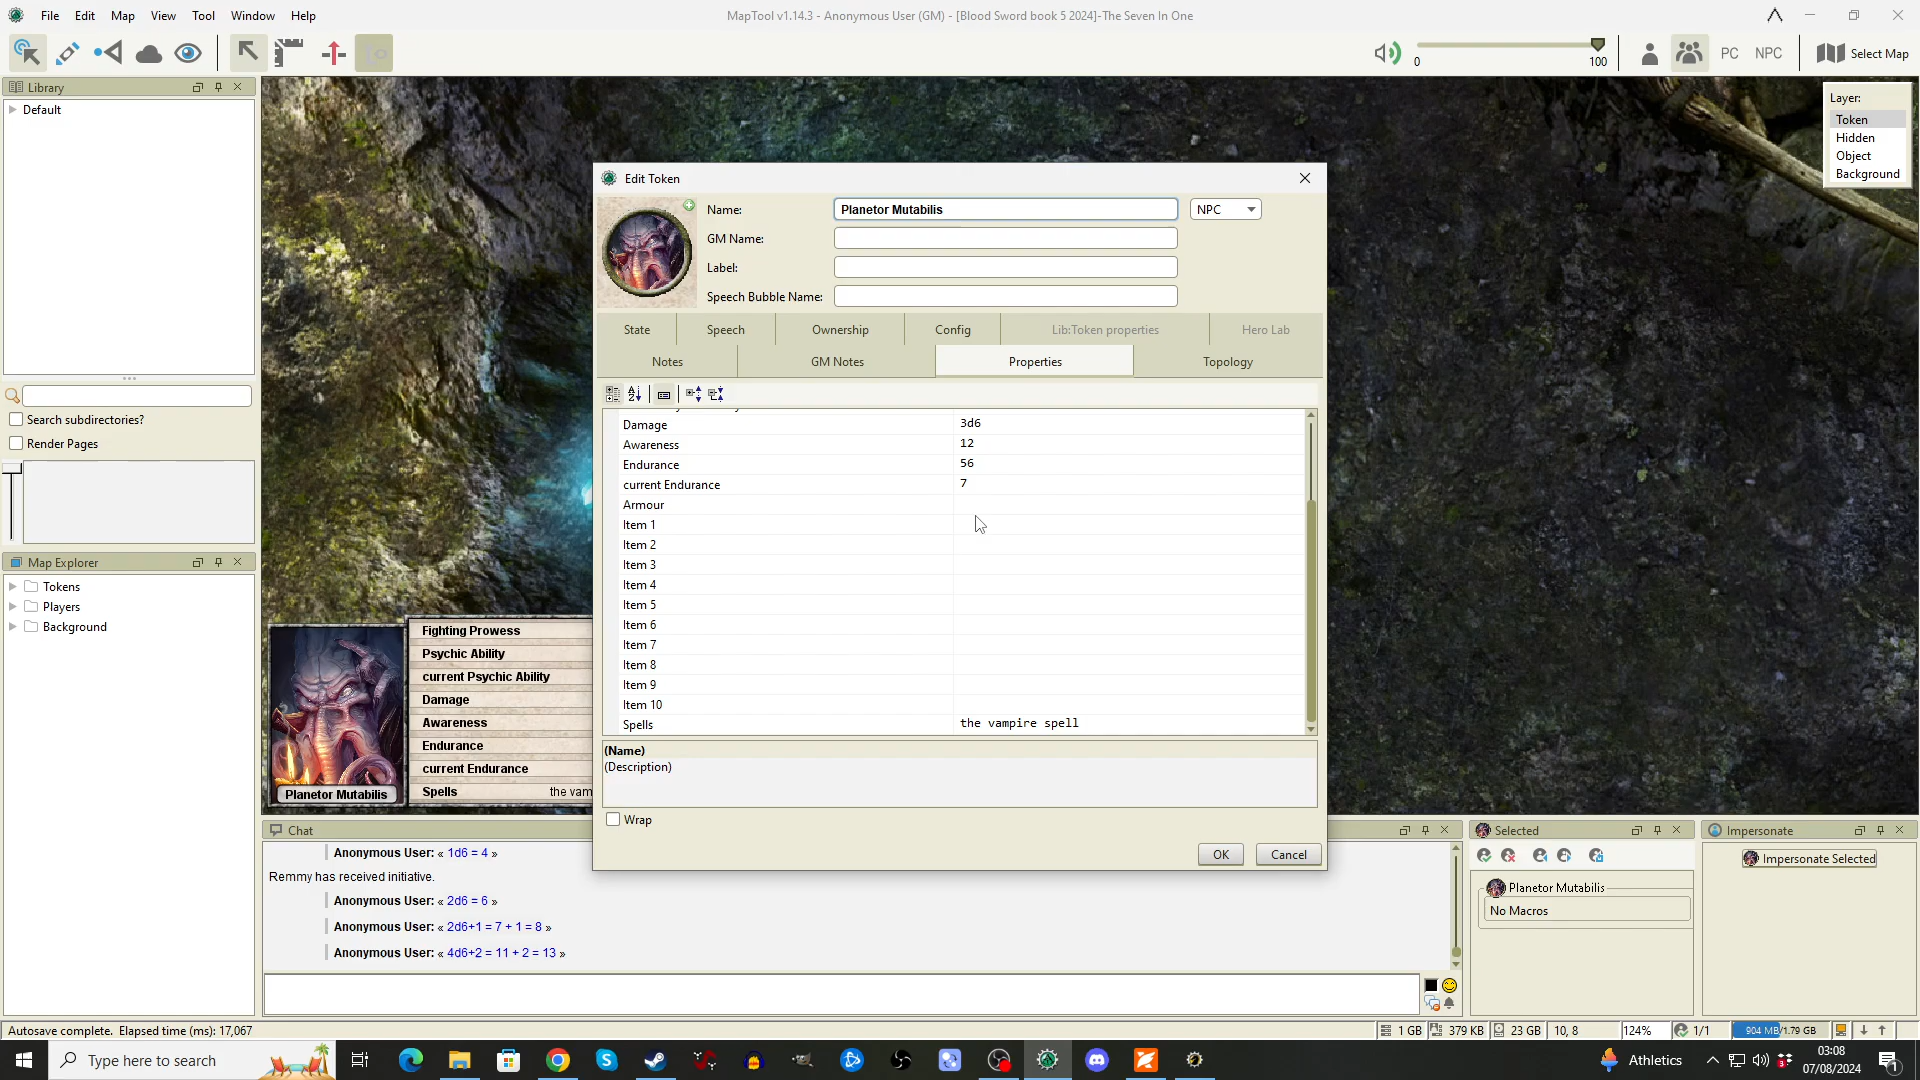 File Edit Map View Tool Window Help
MapTool v1.14.3 - Anonymous User (GM) - [Blood Sword book 5 2024]-The Seven In One
0 100 PC NPC Select Map
Library
Default
Search subdirectories?
Render Pages
Map Explorer
Tokens
Players
Background
Layer:
Token
Hidden
Object
Background
Edit Token
Name: Planetor Mutabilis NPC
GM Name:
Label:
Speech Bubble Name:
State Speech Ownership Config Lib:Token properties Hero Lab
Notes GM Notes Properties Topology
Damage 3d6
Awareness 12
Endurance 56
current Endurance 7
Armour
Item 1
Item 2
Item 3
Item 4
Item 5
Item 6
Item 7
Item 8
Item 9
Item 10
Spells the vampire spell
(Name)
(Description)
Wrap
OK Cancel
Fighting Prowess
Psychic Ability
current Psychic Ability
Damage
Awareness
Endurance
current Endurance
Spells the vam
Planetor Mutabilis
Chat
Anonymous User: « 1d6 = 4 »
Remmy has received initiative.
Anonymous User: « 2d6 = 6 »
Anonymous User: « 2d6+1 = 7 + 1 = 8 »
Anonymous User: « 4d6+2 = 11 + 2 = 13 »
Selected
Planetor Mutabilis
No Macros
Impersonate
Impersonate Selected
Autosave complete. Elapsed time (ms): 17,067
1 GB 379 KB 23 GB 10, 8 124% 1/1 904 MB/1.79 GB
Type here to search
Athletics
03:08
07/08/2024
1